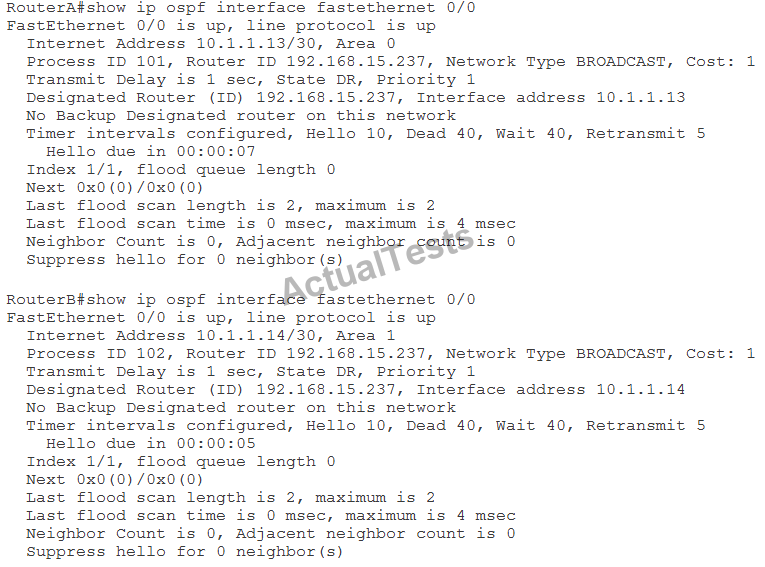 RouterA#show ip ospf interface fastethernet 0/0
FastEthernet 0/0 is up, line protocol is up
Internet Address 10.1.1.13/30, Area 0
Process ID 101, Router ID 192.168.15.237, Network Type BROADCAST, Cost: 1
Transmit Delay is 1 sec, State DR, Priority 1
Designated Router (ID) 192.168.15.237, Interface address 10.1.1.13
No Backup Designated router on this network
Timer intervals configured, Hello 10, Dead 40, Wait 40, Retransmit 5
Hello due in 00:00:07
Index 1/1, flood queue length 0
Next 0x0(0)/0x0(0)
Last flood scan length is 2, maximum is 2
Last flood scan time is 0 msec, maximum is 4 msec
Neighbor Count is 0, Adjacent neighbor count is 0
Suppress hello for 0 neighbor(s)
ActualTests
RouterB#show ip ospf interface fastethernet 0/0
FastEthernet 0/0 is up, line protocol is up
Internet Address 10.1.1.14/30, Area 1
Process ID 102, Router ID 192.168.15.237, Network Type BROADCAST, Cost: 1
Transmit Delay is 1 sec, State DR, Priority 1
Designated Router (ID) 192.168.15.237, Interface address 10.1.1.14
No Backup Designated router on this network
Timer intervals configured, Hello 10, Dead 40, Wait 40, Retransmit 5
Hello due in 00:00:05
Index 1/1, flood queue length 0
Next 0x0(0)/0x0(0)
Last flood scan length is 2, maximum is 2
Last flood scan time is 0 msec, maximum is 4 msec
Neighbor Count is 0, Adjacent neighbor count is 0
Suppress hello for 0 neighbor(s)